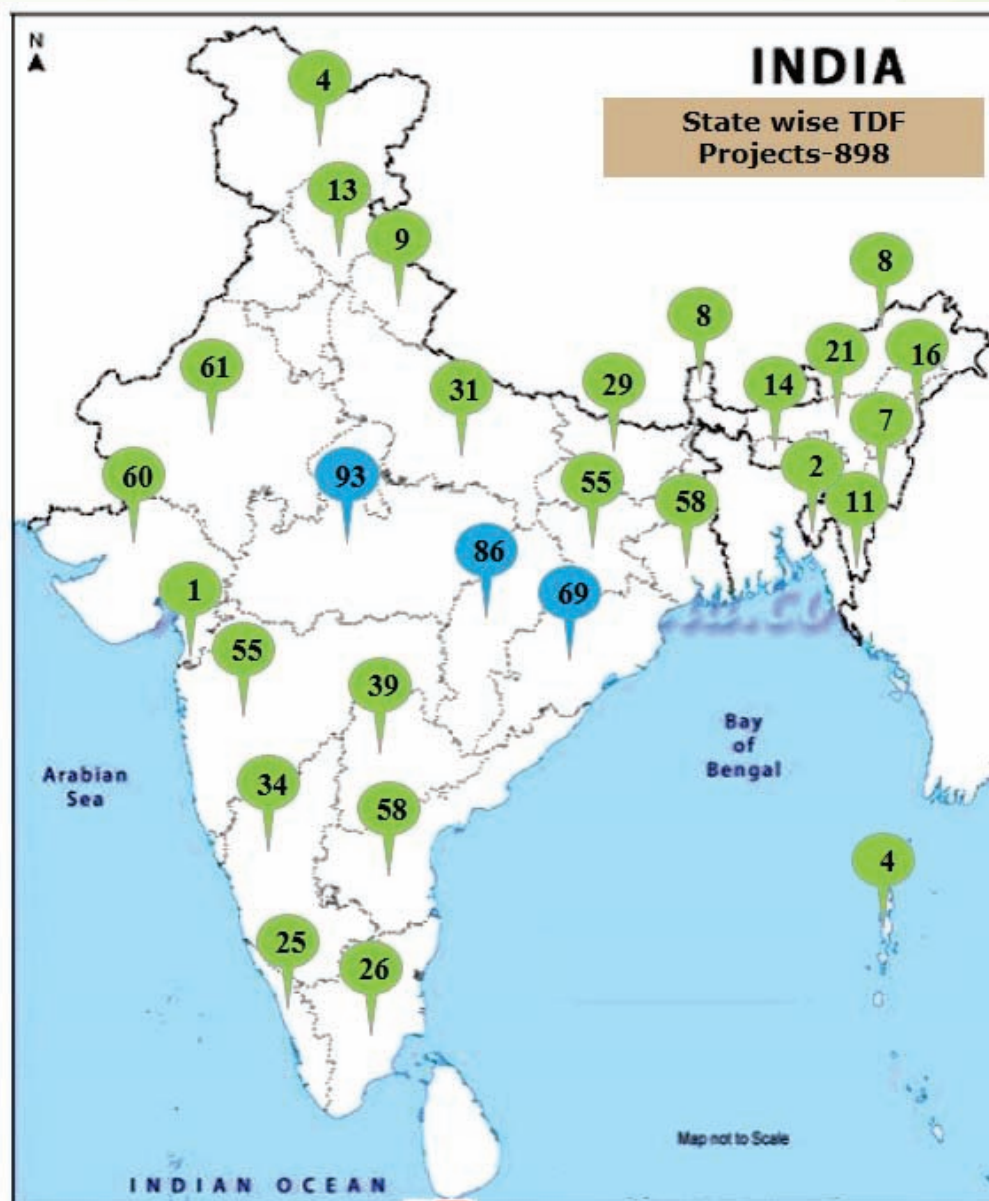 N
INDIA
State wise TDF
Projects-898
4
13
9
8
8
61
31
29
14
21
16
7
60
93
55
58
2
11
86
69
1
55
39
34
58
4
25
26
Arabian
Sea
Bay
of
Bengal
Map not to Scale
INDIAN OCEAN